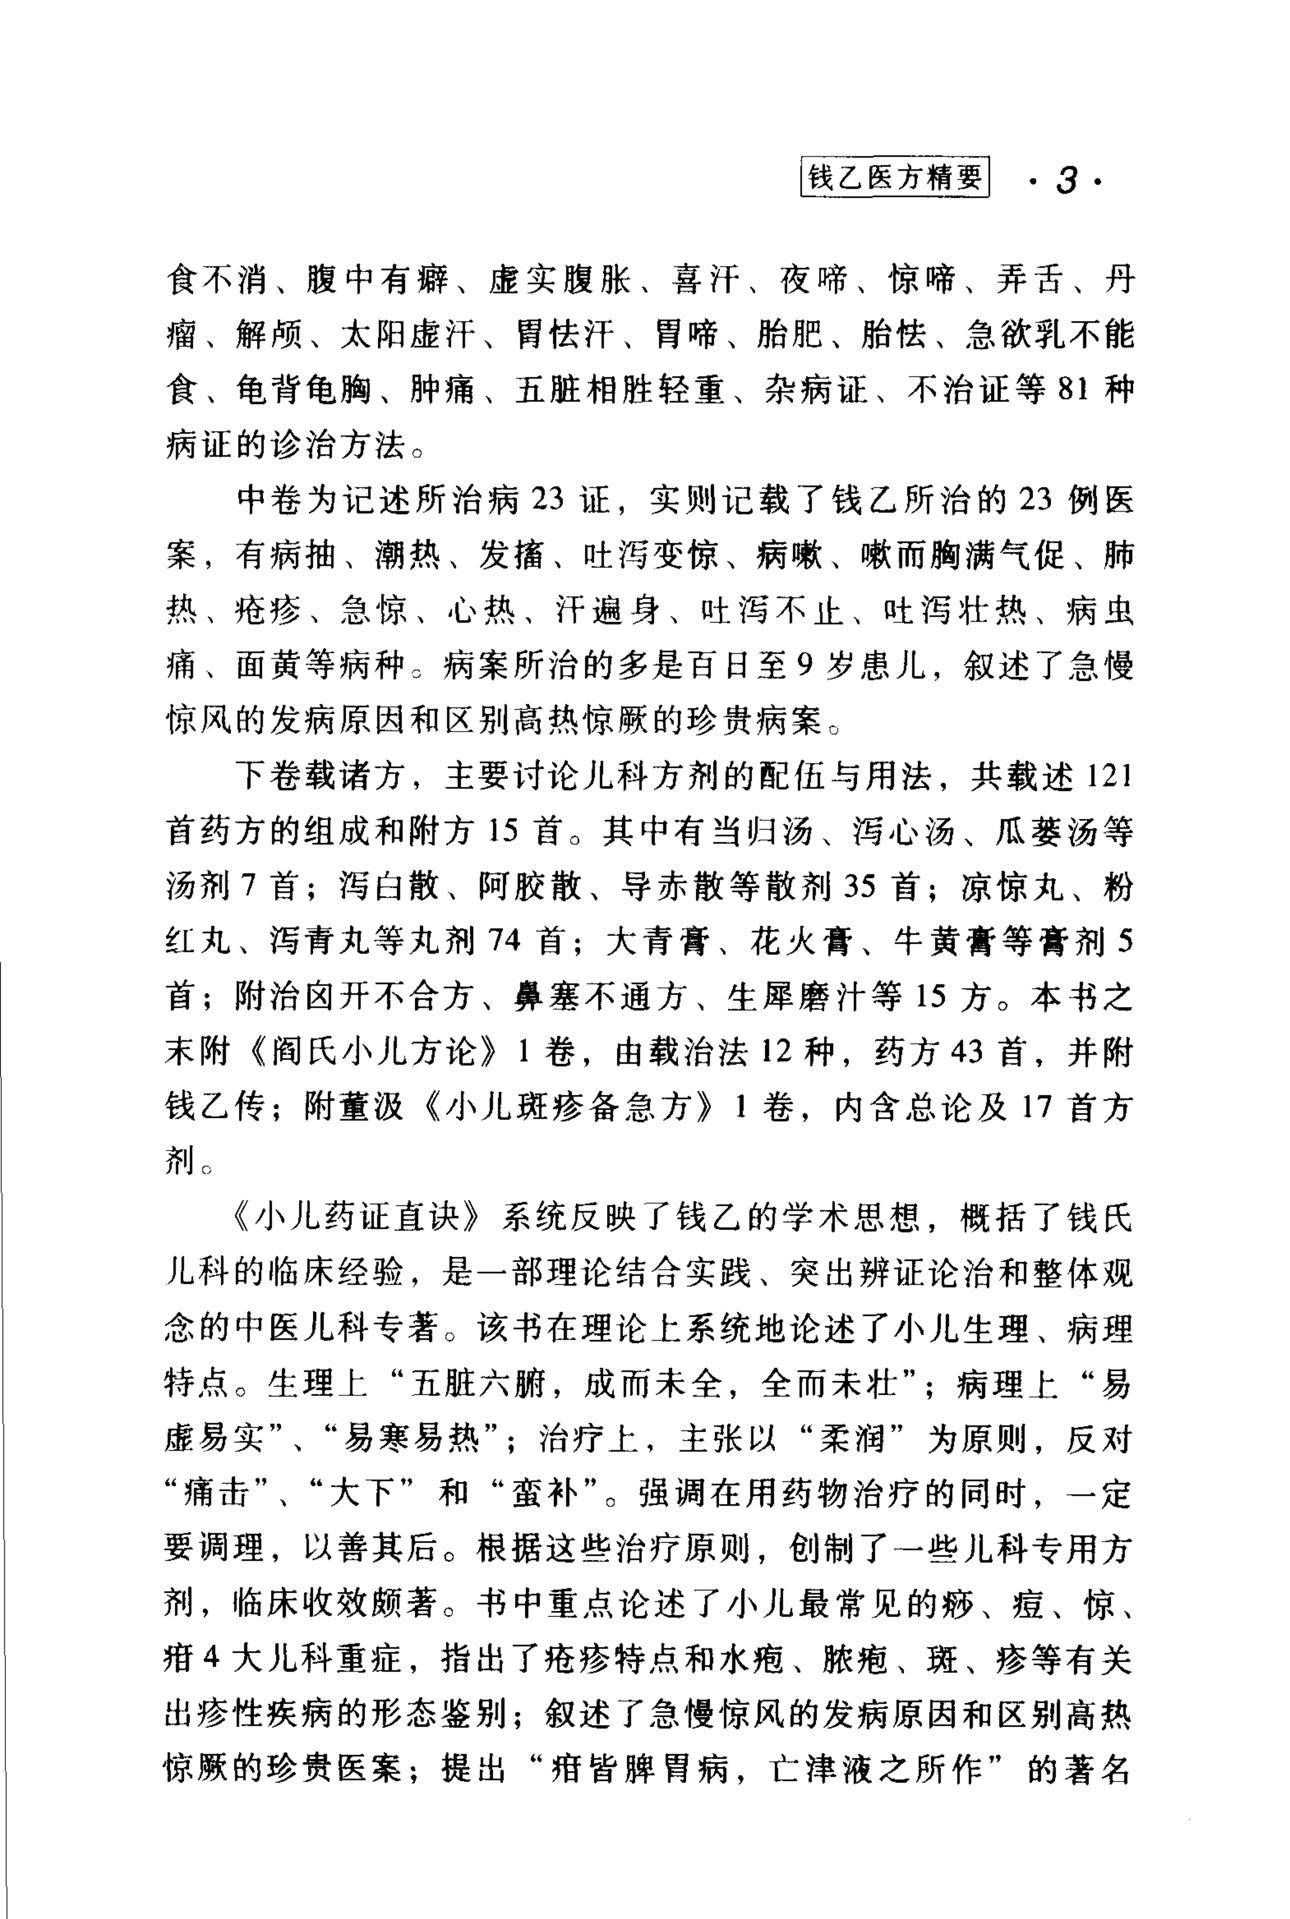 钱乙医方精要 ·3·
食不消、腹中有癖、虚实腹胀、喜汗、夜啼、惊啼、弄舌、丹
瘤、解颅、太阳虚汗、胃怯汗、胃啼、胎肥、胎怯、急欲乳不能
食、龟背龟胸、肿痛、五脏相胜轻重、杂病证、不治证等 81 种
病证的诊治方法。
中卷为记述所治病 23 证，实则记载了钱乙所治的 23 例医
案，有病抽、潮热、发搐、吐泻变惊、病嗽、嗽而胸满气促、肺
热、疮疹、急惊、心热、汗遍身、吐泻不止、吐泻壮热、病虫
痛、面黄等病种。病案所治的多是百日至 9 岁患儿，叙述了急慢
惊风的发病原因和区别高热惊厥的珍贵病案。
下卷载诸方，主要讨论儿科方剂的配伍与用法，共载述 121
首药方的组成和附方 15 首。其中有当归汤、泻心汤、瓜蒌汤等
汤剂 7 首；泻白散、阿胶散、导赤散等散剂 35 首；凉惊丸、粉
红丸、泻青丸等丸剂 74 首；大青膏、花火膏、牛黄膏等膏剂 5
首；附治囟开不合方、鼻塞不通方、生犀磨汁等 15 方。本书之
末附《阎氏小儿方论》1 卷，由载治法 12 种，药方 43 首，并附
钱乙传；附董汲《小儿斑疹备急方》1 卷，内含总论及 17 首方
剂。
《小儿药证直诀》系统反映了钱乙的学术思想，概括了钱氏
儿科的临床经验，是一部理论结合实践、突出辨证论治和整体观
念的中医儿科专著。该书在理论上系统地论述了小儿生理、病理
特点。生理上“五脏六腑，成而未全，全而未壮”；病理上“易
虚易实”、“易寒易热”；治疗上，主张以“柔润”为原则，反对
“痛击”、“大下”和“蛮补”。强调在用药物治疗的同时，一定
要调理，以善其后。根据这些治疗原则，创制了一些儿科专用方
剂，临床收效颇著。书中重点论述了小儿最常见的痧、痘、惊、
疳 4 大儿科重症，指出了疮疹特点和水疱、脓疱、斑、疹等有关
出疹性疾病的形态鉴别；叙述了急慢惊风的发病原因和区别高热
惊厥的珍贵医案；提出“疳皆脾胃病，亡津液之所作”的著名